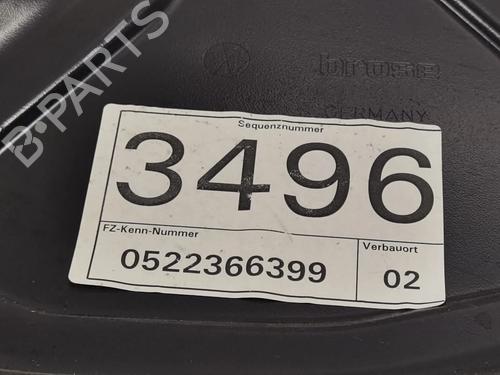 brose
GERMANY
Sequenznummer
3496
FZ-Kenn-Nummer
Verbauort
0522366399
02
B-PARTS